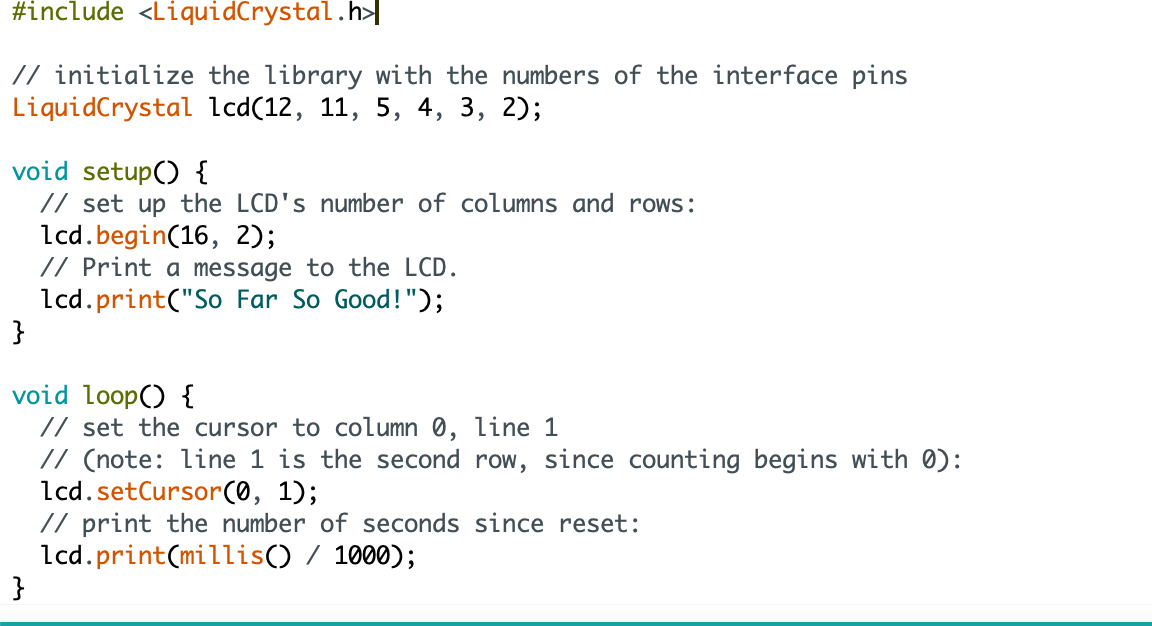 #include <LiquidCrystal.h>
// initialize the library with the numbers of the interface pins
LiquidCrystal lcd(12, 11, 5, 4, 3, 2);
void setup() {
  // set up the LCD's number of columns and rows:
  lcd.begin(16, 2);
  // Print a message to the LCD.
  lcd.print("So Far So Good!");
}
void loop() {
  // set the cursor to column 0, line 1
  // (note: line 1 is the second row, since counting begins with 0):
  lcd.setCursor(0, 1);
  // print the number of seconds since reset:
  lcd.print(millis() / 1000);
}